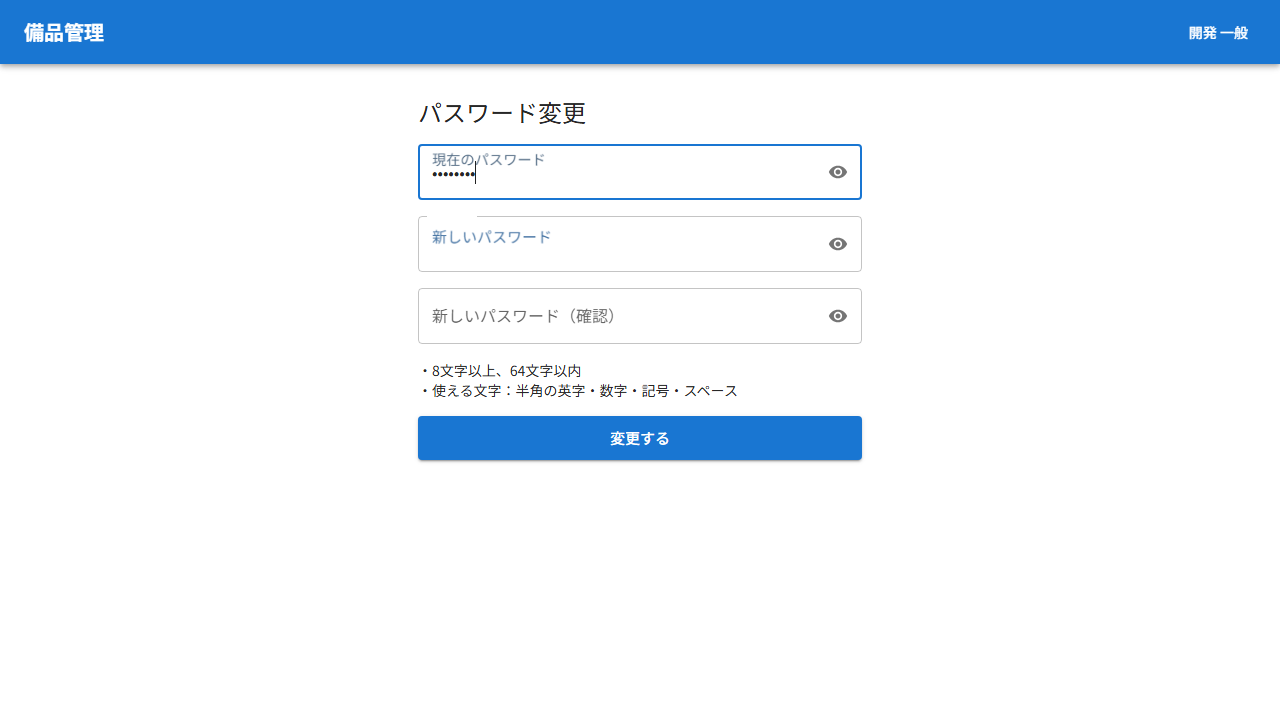 備品管理
開発 一般
パスワード変更
現在のパスワード
••••••••
新しいパスワード
新しいパスワード（確認）
・8文字以上、64文字以内
・使える文字：半角の英字・数字・記号・スペース
変更する